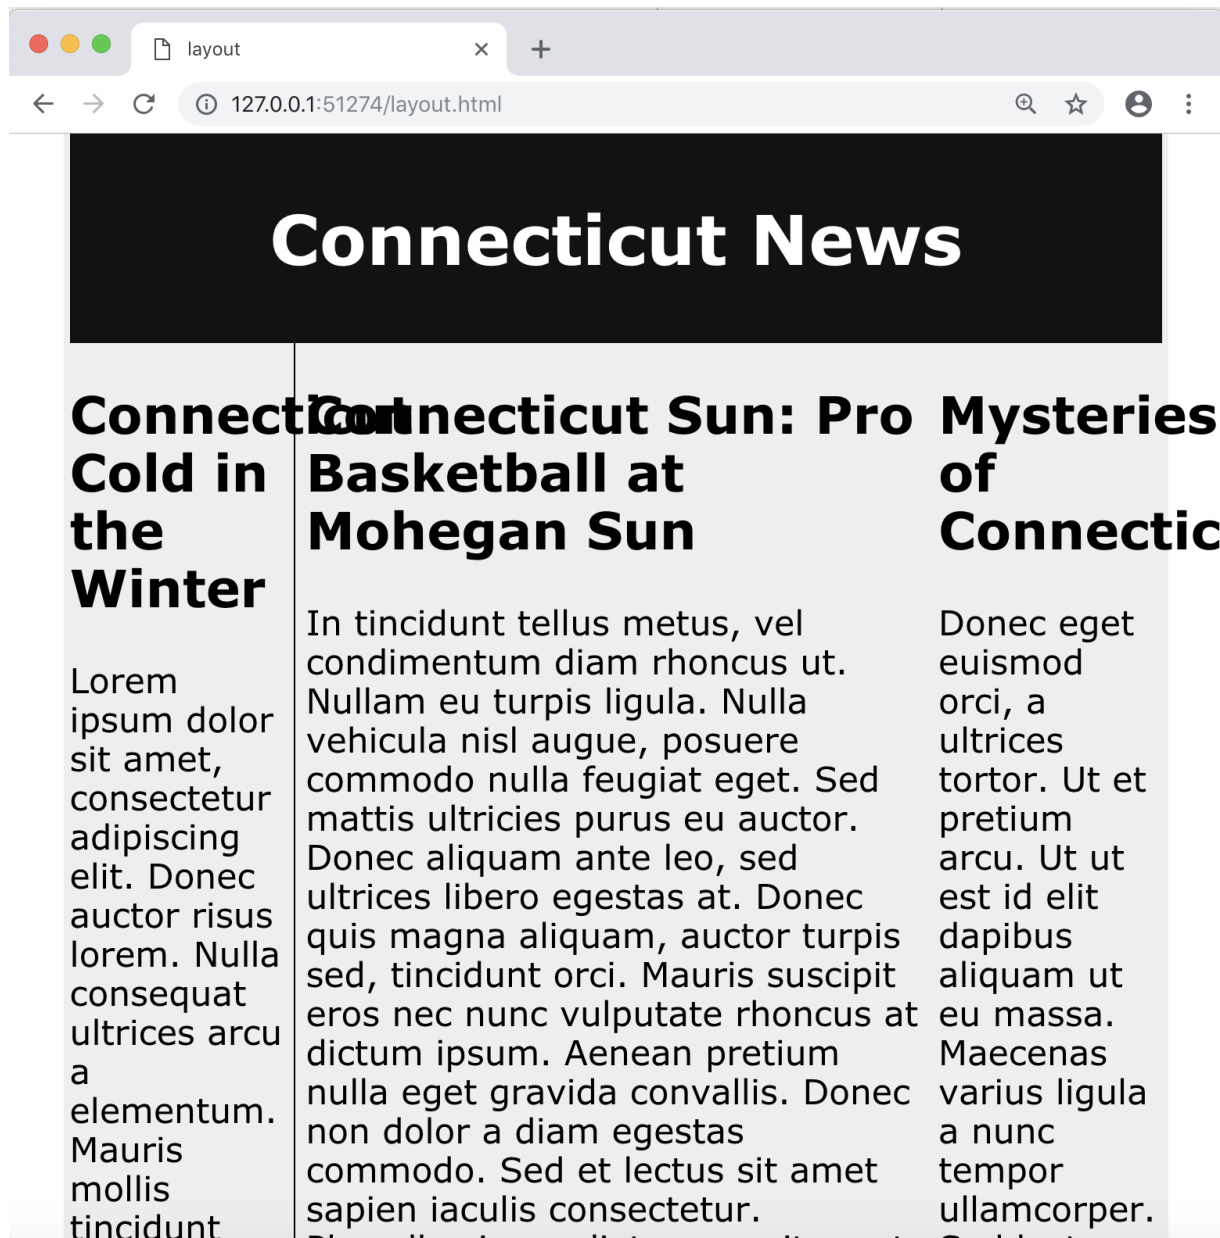 layout
127.0.0.1:51274/layout.html
Connecticut News
Connecticut
Cold in
the
Winter
Lorem
ipsum dolor
sit amet,
consectetur
adipiscing
elit. Donec
auctor risus
lorem. Nulla
consequat
ultrices arcu
a
elementum.
Mauris
mollis
tincidunt
Connecticut Sun: Pro
Basketball at
Mohegan Sun
In tincidunt tellus metus, vel
condimentum diam rhoncus ut.
Nullam eu turpis ligula. Nulla
vehicula nisl augue, posuere
commodo nulla feugiat eget. Sed
mattis ultricies purus eu auctor.
Donec aliquam ante leo, sed
ultrices libero egestas at. Donec
quis magna aliquam, auctor turpis
sed, tincidunt orci. Mauris suscipit
eros nec nunc vulputate rhoncus at
dictum ipsum. Aenean pretium
nulla eget gravida convallis. Donec
non dolor a diam egestas
commodo. Sed et lectus sit amet
sapien iaculis consectetur.
Mysteries
of
Connectic
Donec eget
euismod
orci, a
ultrices
tortor. Ut et
pretium
arcu. Ut ut
est id elit
dapibus
aliquam ut
eu massa.
Maecenas
varius ligula
a nunc
tempor
ullamcorper.